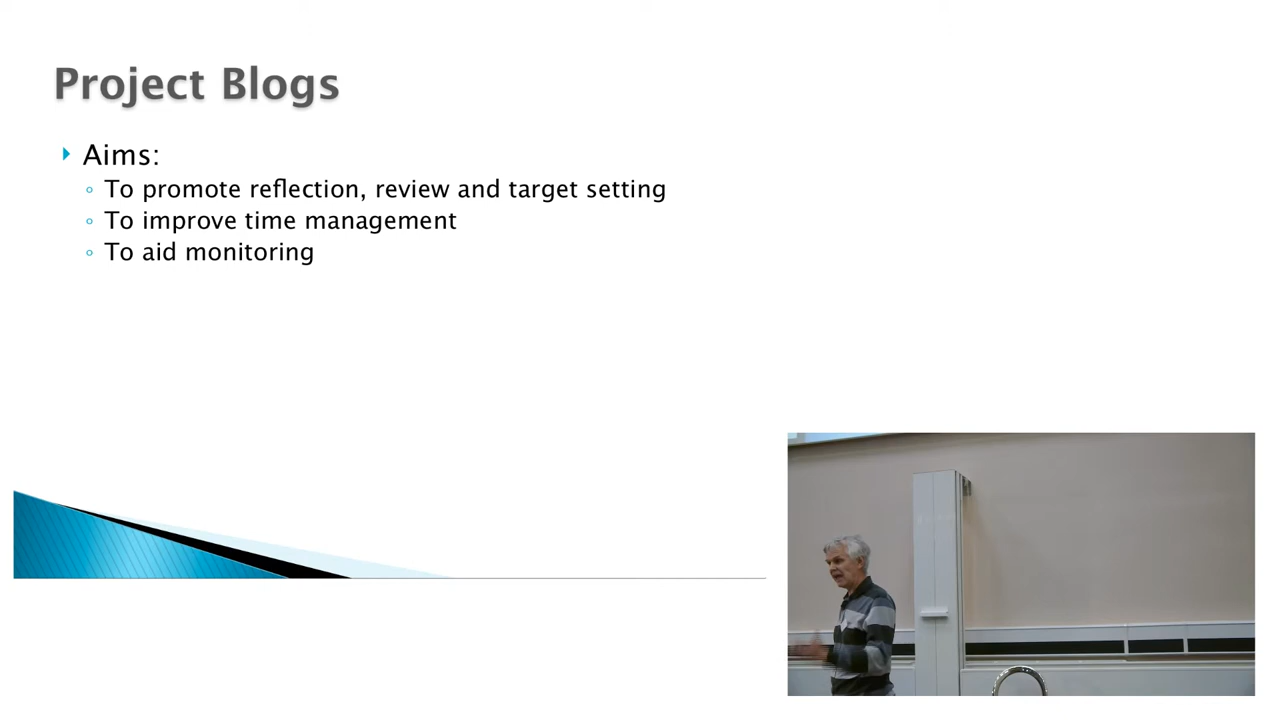 Project Blogs
Aims:
To promote reflection, review and target setting
To improve time management
To aid monitoring